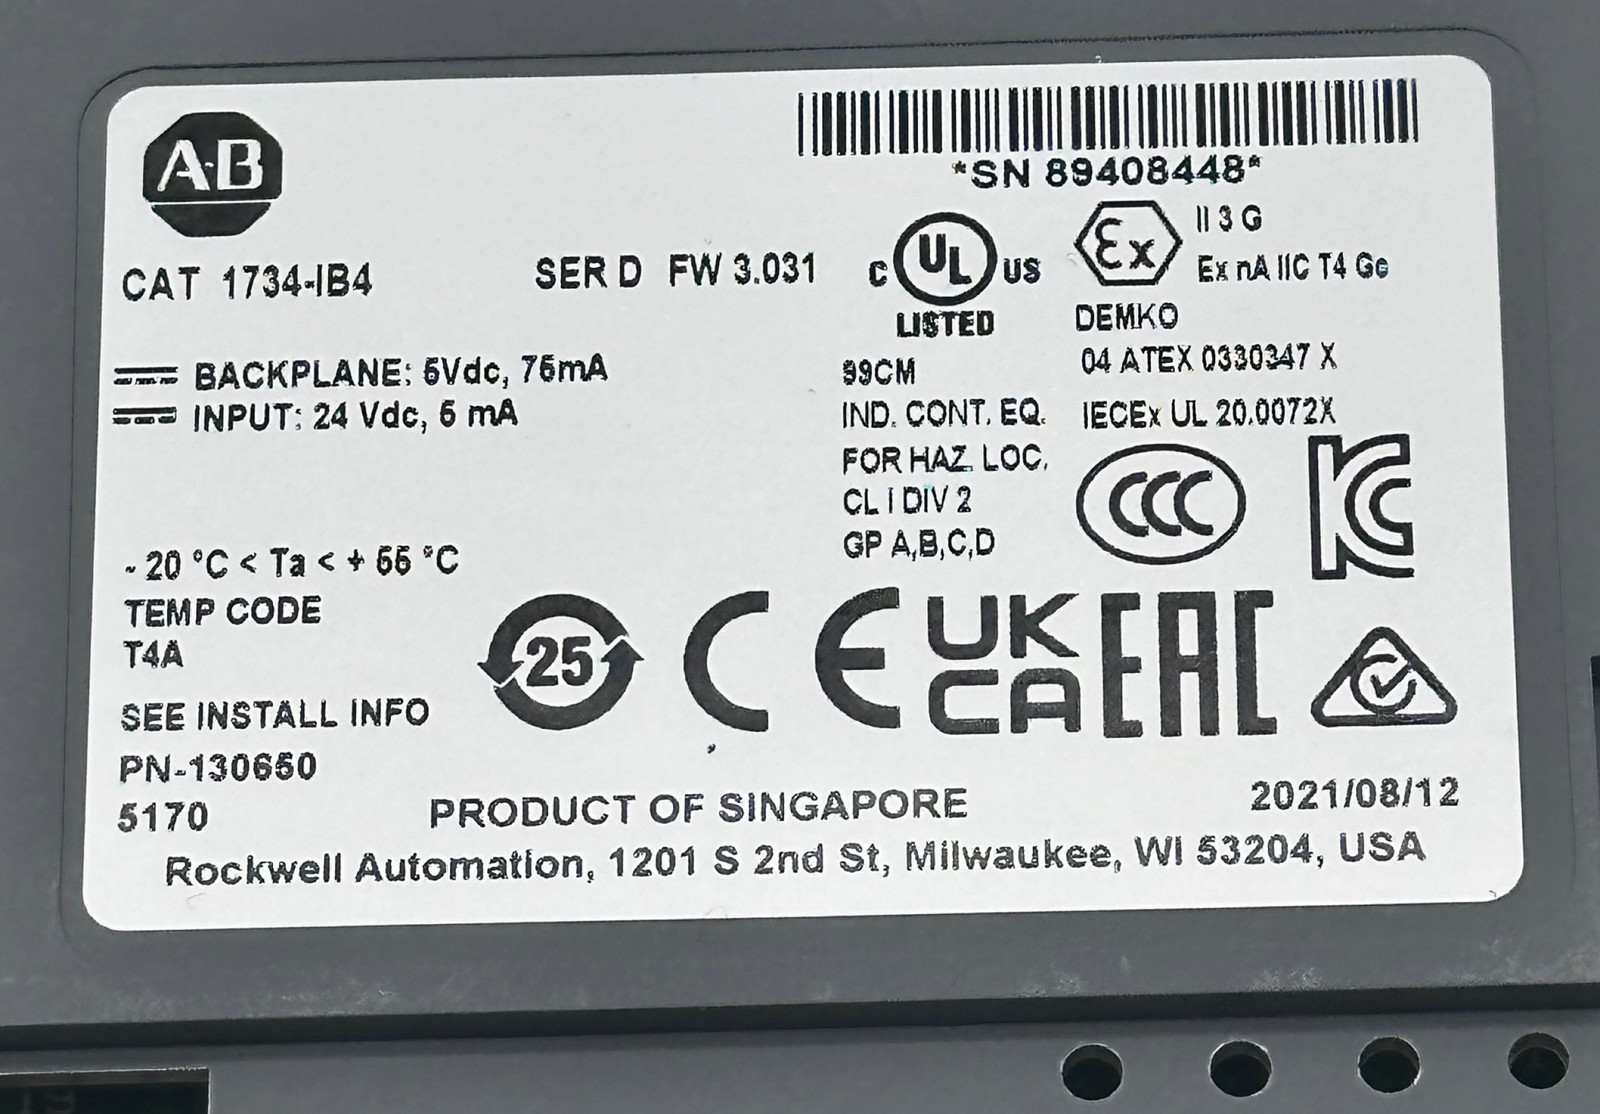 A-B
*SN 89408448*
CAT 1734-IB4
SER D FW 3.031
C UL US
LISTED
Ex
II 3 G
Ex nA IIC T4 Gc
DEMKO
04 ATEX 0330347 X
IECEx UL 20.0072X
BACKPLANE: 5Vdc, 75mA
INPUT: 24 Vdc, 6 mA
99CM
IND. CONT. EQ.
FOR HAZ. LOC.
CL I DIV 2
GP A,B,C,D
CCC
KC
- 20 °C < Ta < + 55 °C
TEMP CODE
T4A
25
CE
UK
CA
EAC
SEE INSTALL INFO
PN-130650
5170
PRODUCT OF SINGAPORE
2021/08/12
Rockwell Automation, 1201 S 2nd St, Milwaukee, WI 53204, USA